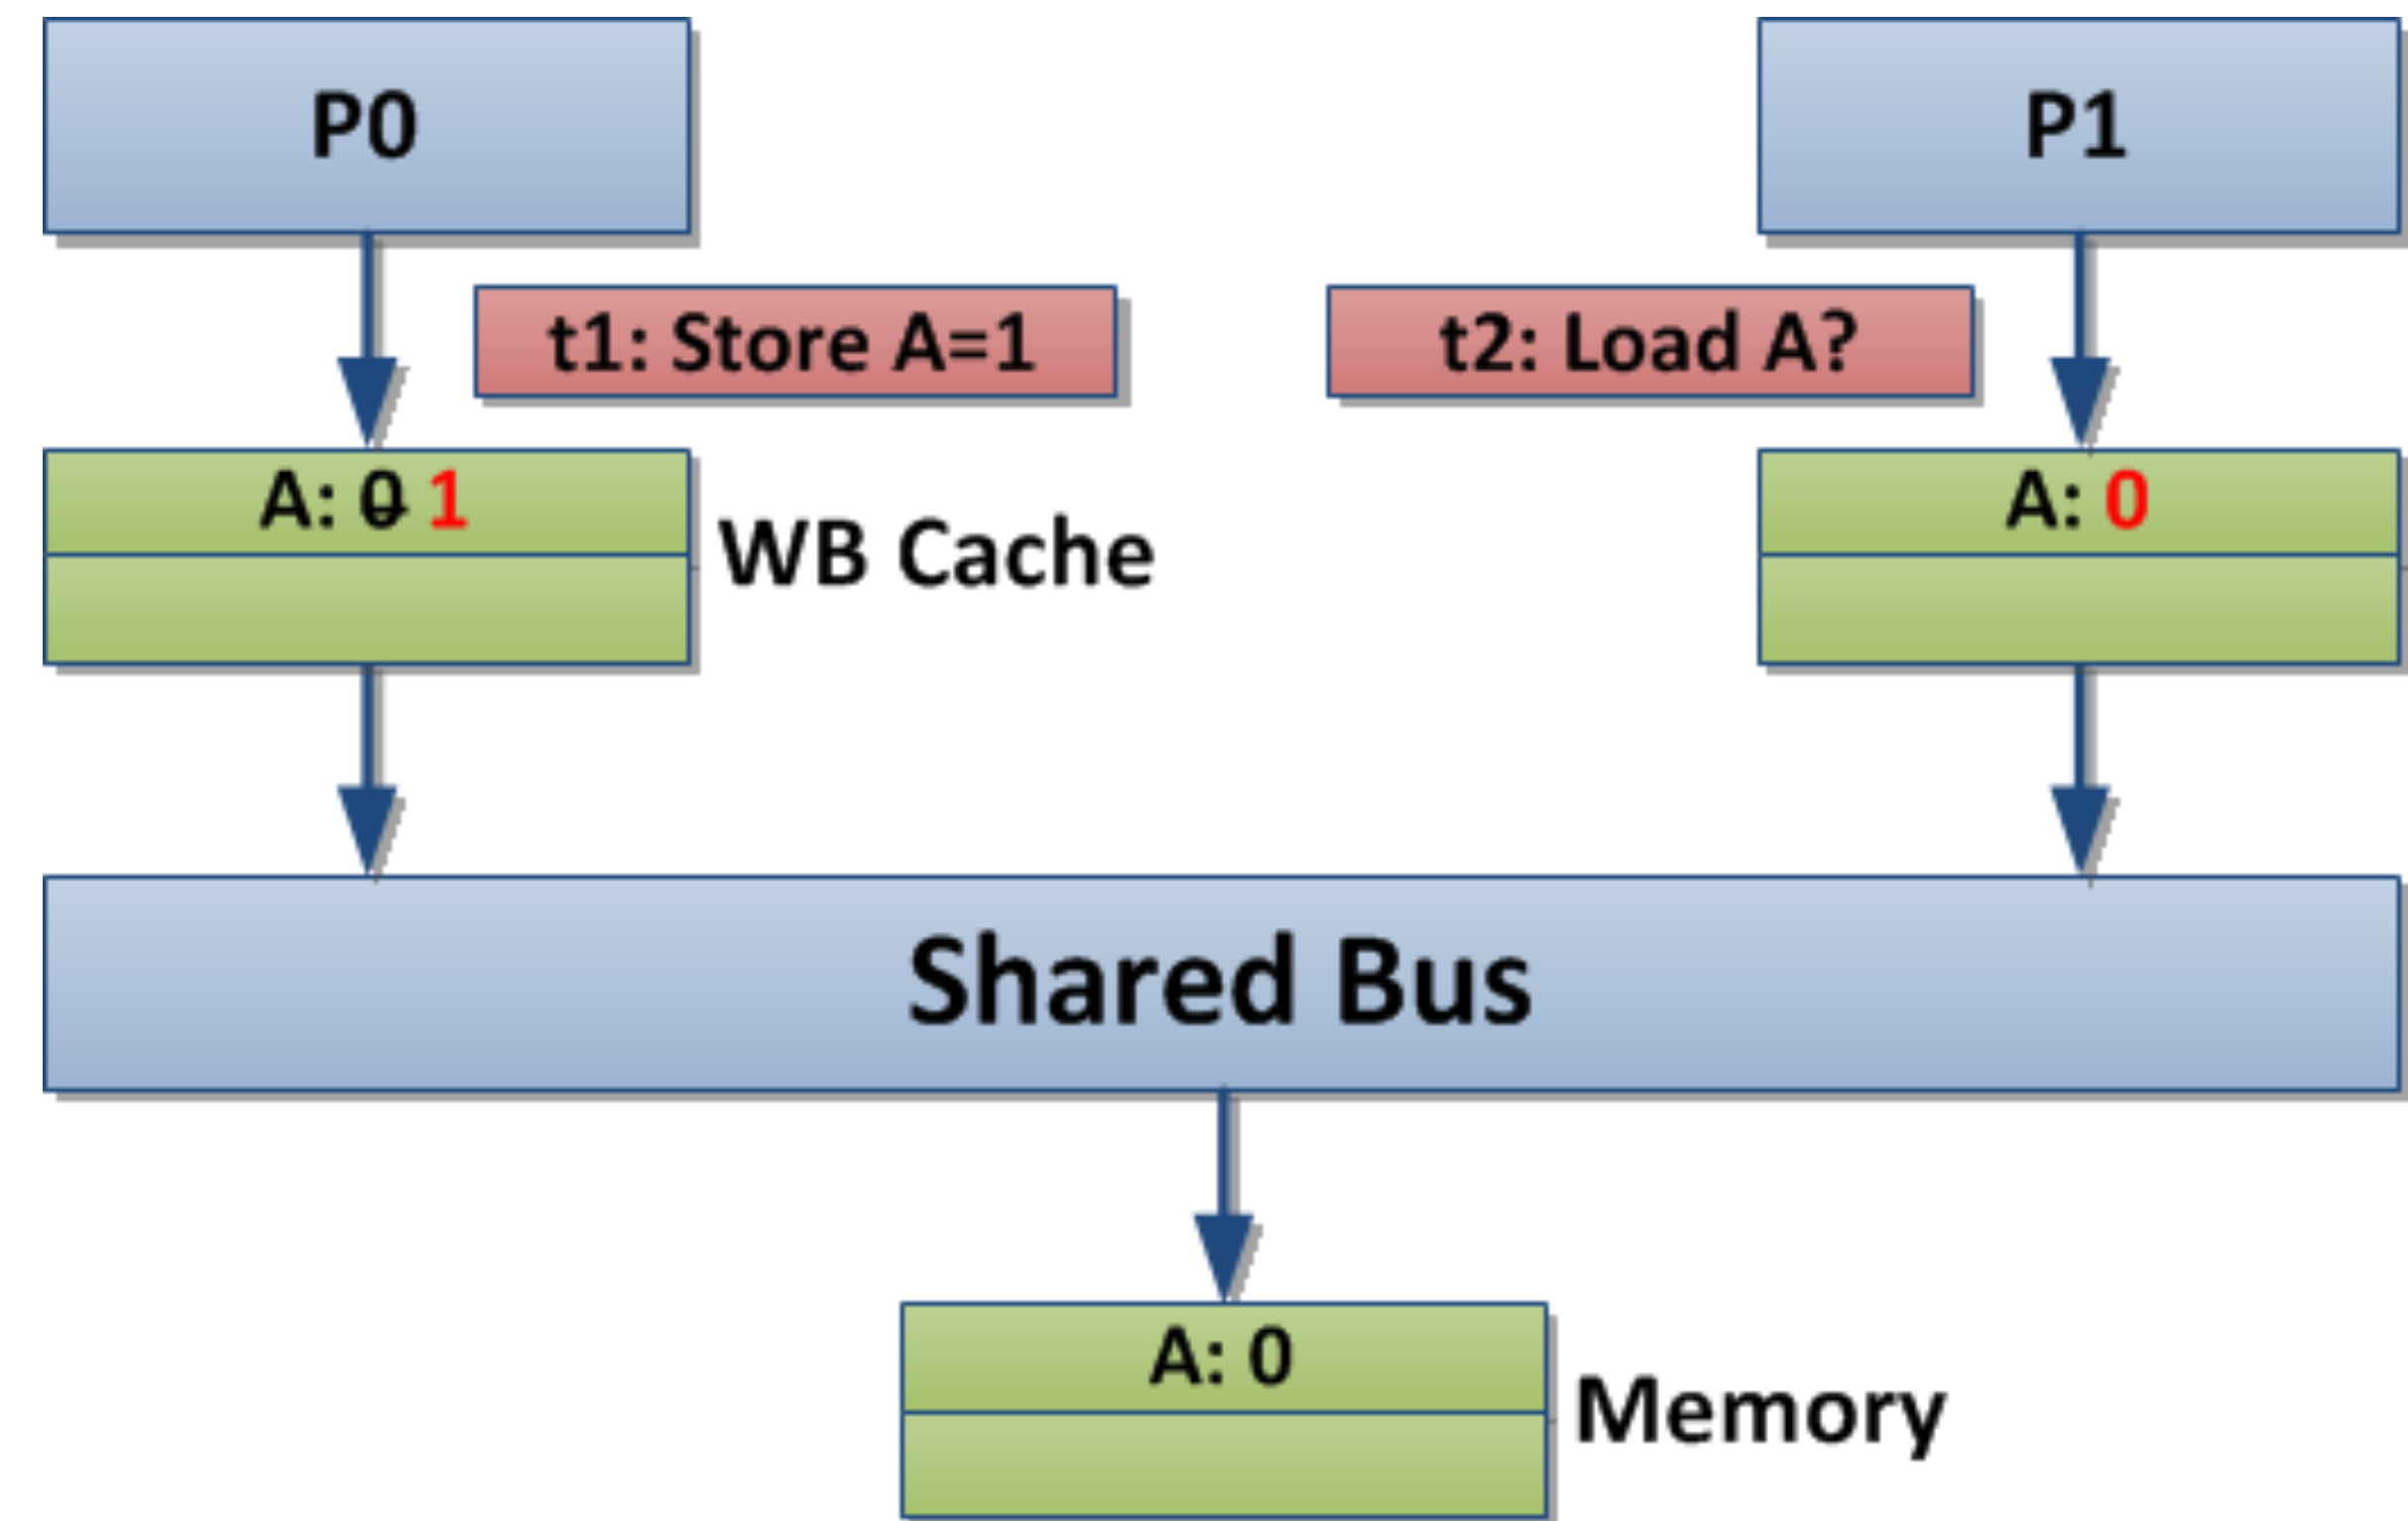 P0
P1
t1: Store A=1
t2: Load A?
A: 0 1
WB Cache
A: 0
Shared Bus
A: 0
Memory